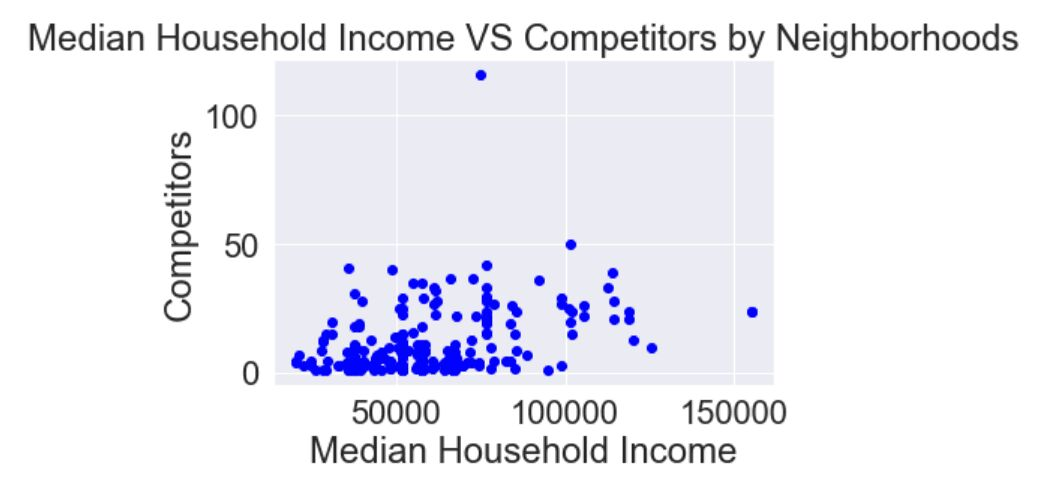 Median Household Income VS Competitors by Neighborhoods
Competitors
100
50
0
50000 100000 150000
Median Household Income